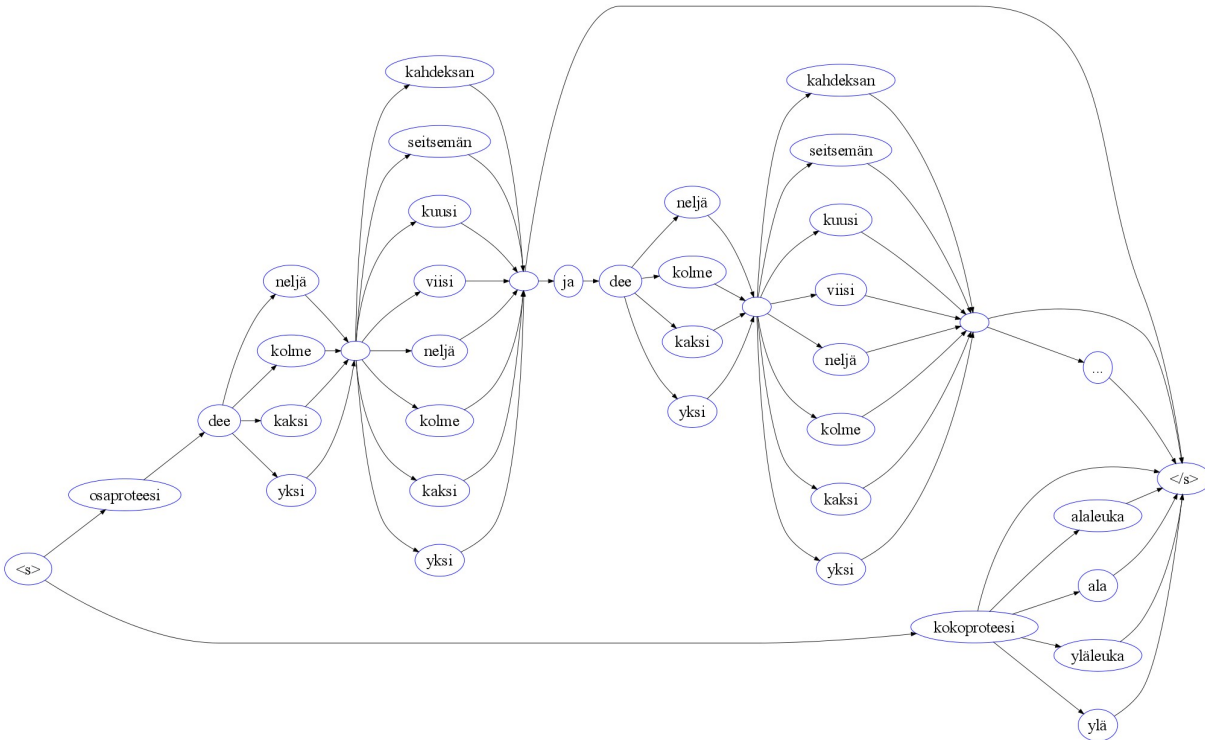 <s>
osaproteesi
dee
neljä
kolme
kaksi
yksi
kahdeksan
seitsemän
kuusi
viisi
neljä
kolme
kaksi
yksi
ja
dee
neljä
kolme
kaksi
yksi
kahdeksan
seitsemän
kuusi
viisi
neljä
kolme
kaksi
yksi
...
kokoproteesi
alaleuka
ala
yläleuka
ylä
</s>